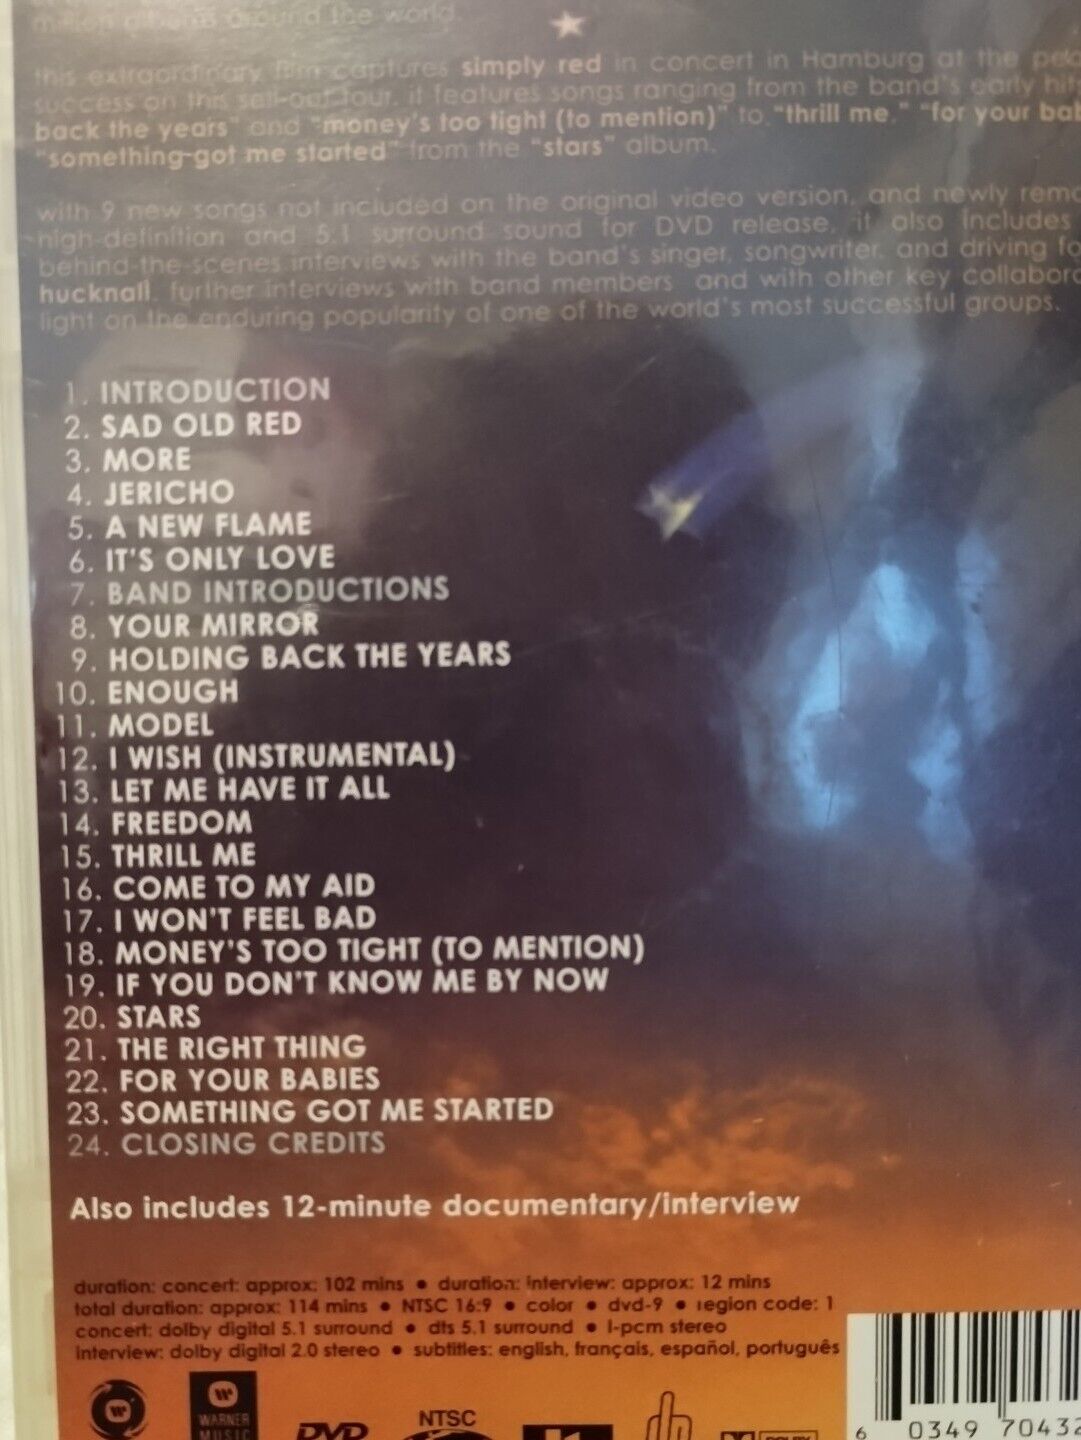 million albums around the world.
this extraordinary film captures simply red in concert in Hamburg at the
success on this sell-out tour. it features songs ranging from the band's early hits
back the years" and "money's too tight (to mention)" to "thrill me," "for your
"something got me started" from the "stars" album.
with 9 new songs not included on the original video version, and newly
high-definition and 5.1 surround sound for DVD release, it also includes
behind-the-scenes interviews with the band's singer, songwriter, and driving
hucknall. further interviews with band members and with other key
light on the enduring popularity of one of the world's most successful groups.
1. INTRODUCTION
2. SAD OLD RED
3. MORE
4. JERICHO
5. A NEW FLAME
6. IT'S ONLY LOVE
7. BAND INTRODUCTIONS
8. YOUR MIRROR
9. HOLDING BACK THE YEARS
10. ENOUGH
11. MODEL
12. I WISH (INSTRUMENTAL)
13. LET ME HAVE IT ALL
14. FREEDOM
15. THRILL ME
16. COME TO MY AID
17. I WON'T FEEL BAD
18. MONEY'S TOO TIGHT (TO MENTION)
19. IF YOU DON'T KNOW ME BY NOW
20. STARS
21. THE RIGHT THING
22. FOR YOUR BABIES
23. SOMETHING GOT ME STARTED
24. CLOSING CREDITS
Also includes 12-minute documentary/interview
duration: concert: approx: 102 mins • duration: interview: approx: 12 mins
total duration: approx: 114 mins • NTSC 16:9 • color • dvd-9 • region code: 1
concert: dolby digital 5.1 surround • dts 5.1 surround • l-pcm stereo
interview: dolby digital 2.0 stereo • subtitles: english, français, español, português
WARNER
MUSIC
DVD
NTSC
6 0349 70432